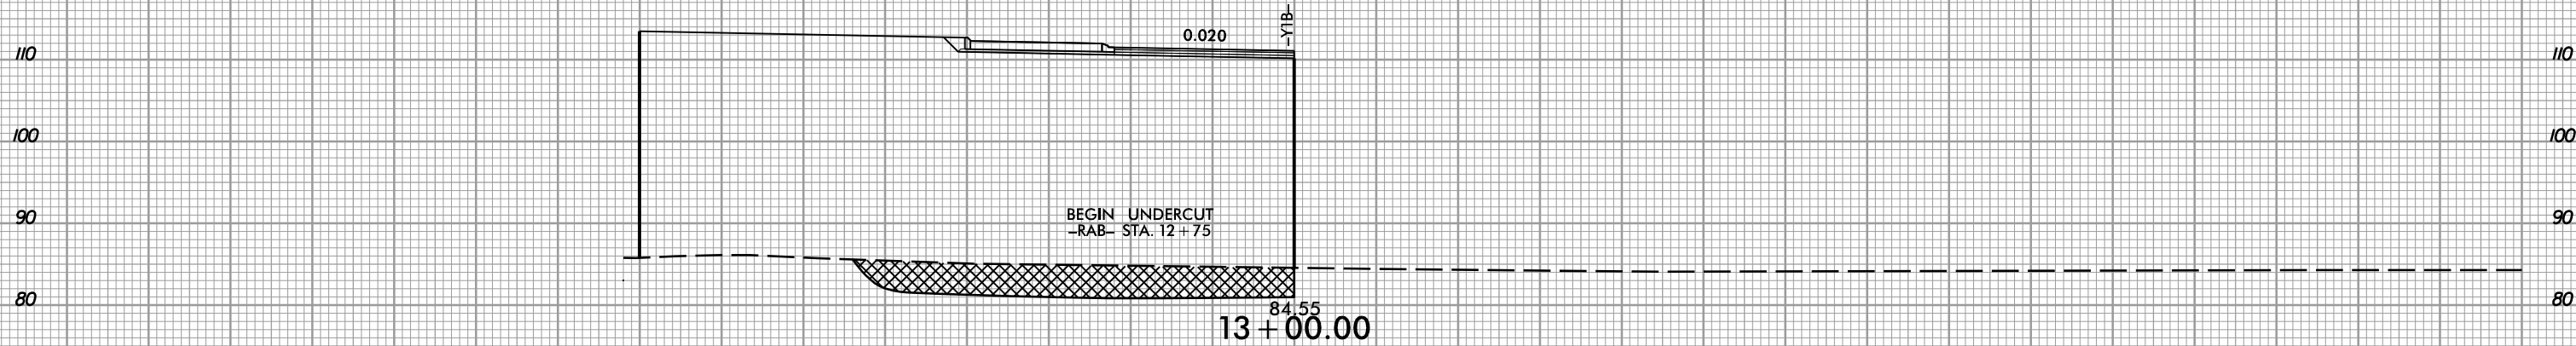 -Y1B-
0.020
110 110
100 100
90 90
BEGIN UNDERCUT
-RAB- STA. 12+75
80 80
84.55
13+00.00